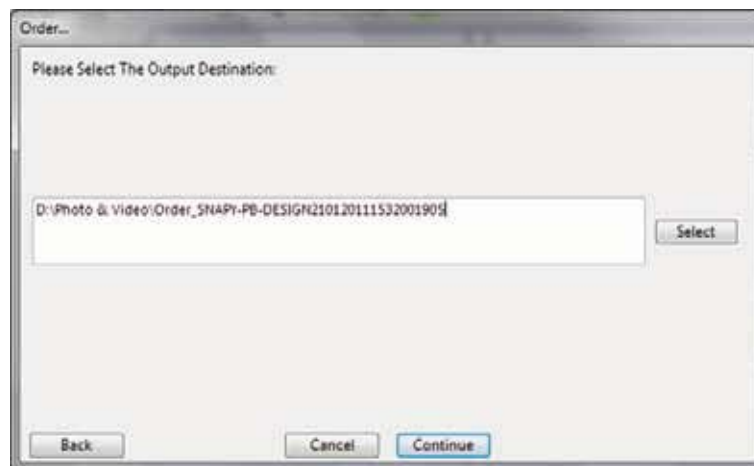 Order...
Please Select The Output Destination:
D:\Photo & Video\Order_SNAPY-PB-DESIGN210120111532001905
Select
Back
Cancel
Continue